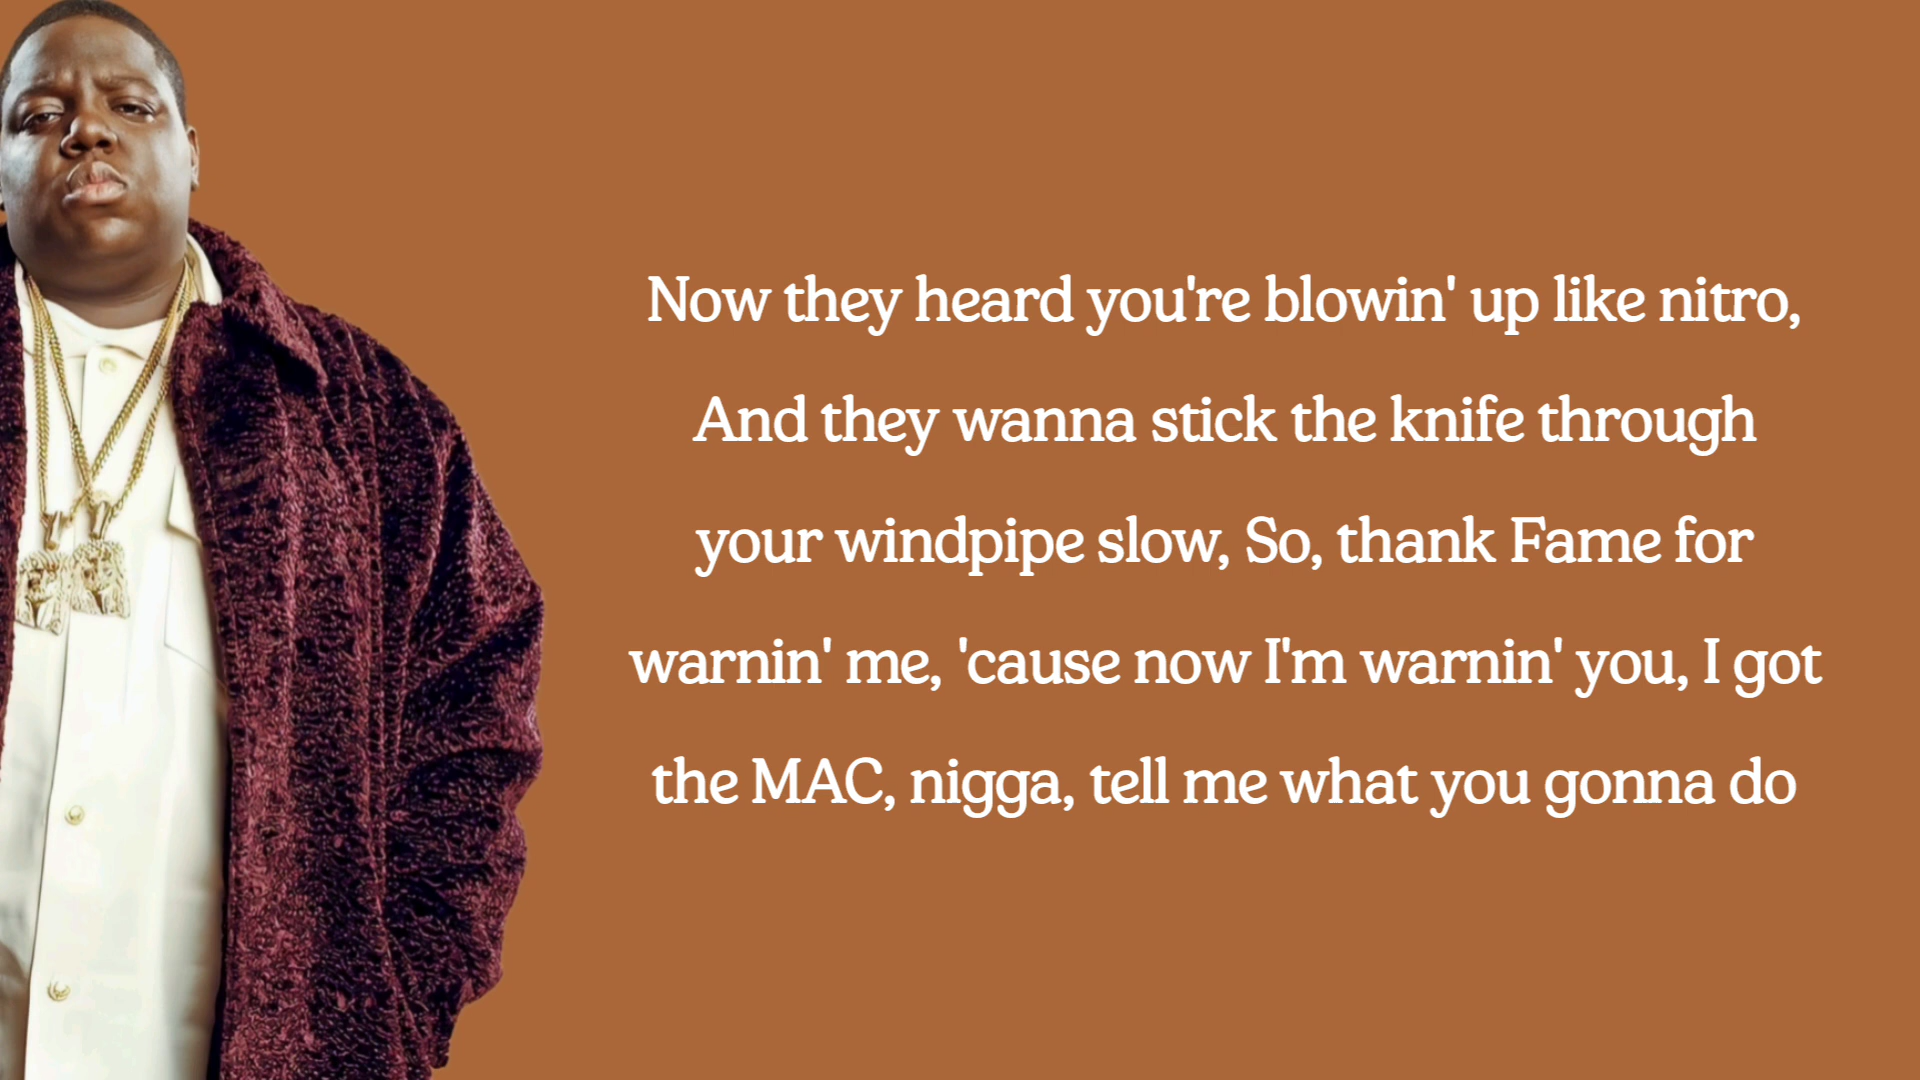 Now they heard you're blowin' up like nitro,
And they wanna stick the knife through
your windpipe slow, So, thank Fame for
warnin' me, 'cause now I'm warnin' you, I got
the MAC, nigga, tell me what you gonna do